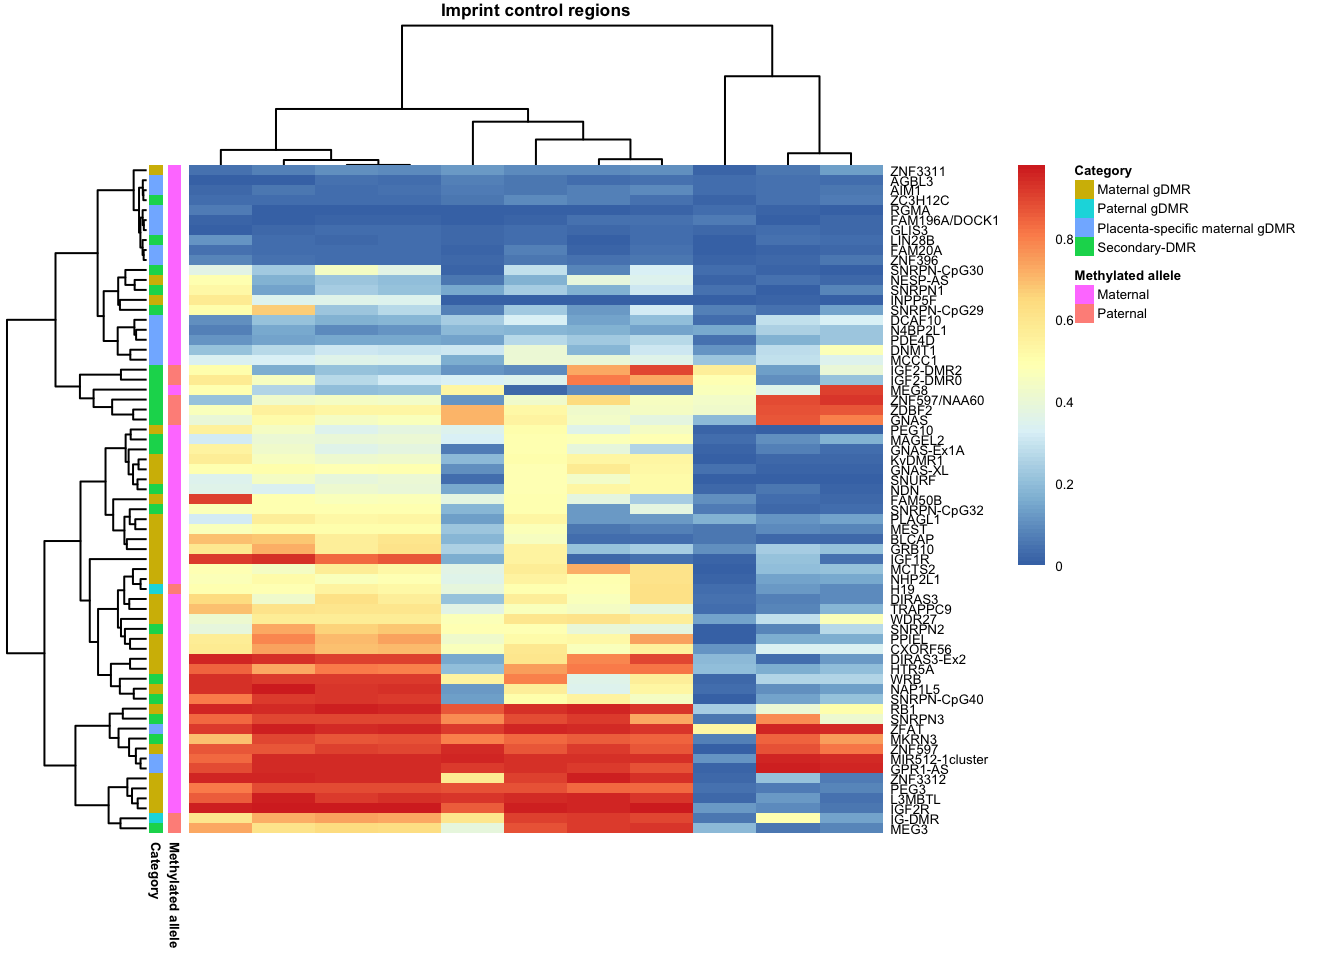 Imprint control regions
ZNF3311
AGBL3
AIM1
ZC3H12C
RGMA
FAM196A/DOCK1
GLIS3
LIN28B
FAM20A
ZNF396
SNRPN-CpG30
NESP-AS
SNRPN1
INPP5F
SNRPN-CpG29
DCAF10
N4BP2L1
PDE4D
DNMT1
MCCC1
IGF2-DMR2
IGF2-DMR0
MEG8
ZNF597/NAA60
ZDBF2
GNAS
PEG10
MAGEL2
GNAS-Ex1A
KvDMR1
GNAS-XL
SNURF
NDN
FAM50B
SNRPN-CpG32
PLAGL1
MEST
BLCAP
GRB10
IGF1R
MCTS2
NHP2L1
H19
DIRAS3
TRAPPC9
WDR27
SNRPN2
PPIEL
CXORF56
DIRAS3-Ex2
HTR5A
WRB
NAP1L5
SNRPN-CpG40
RB1
SNRPN3
ZFAT
MKRN3
ZNF597
MIR512-1cluster
GPR1-AS
ZNF3312
PEG3
L3MBTL
IGF2R
IG-DMR
MEG3
Category
Methylated allele
0.8
0.6
0.4
0.2
0
Category
Maternal gDMR
Paternal gDMR
Placenta-specific maternal gDMR
Secondary-DMR
Methylated allele
Maternal
Paternal